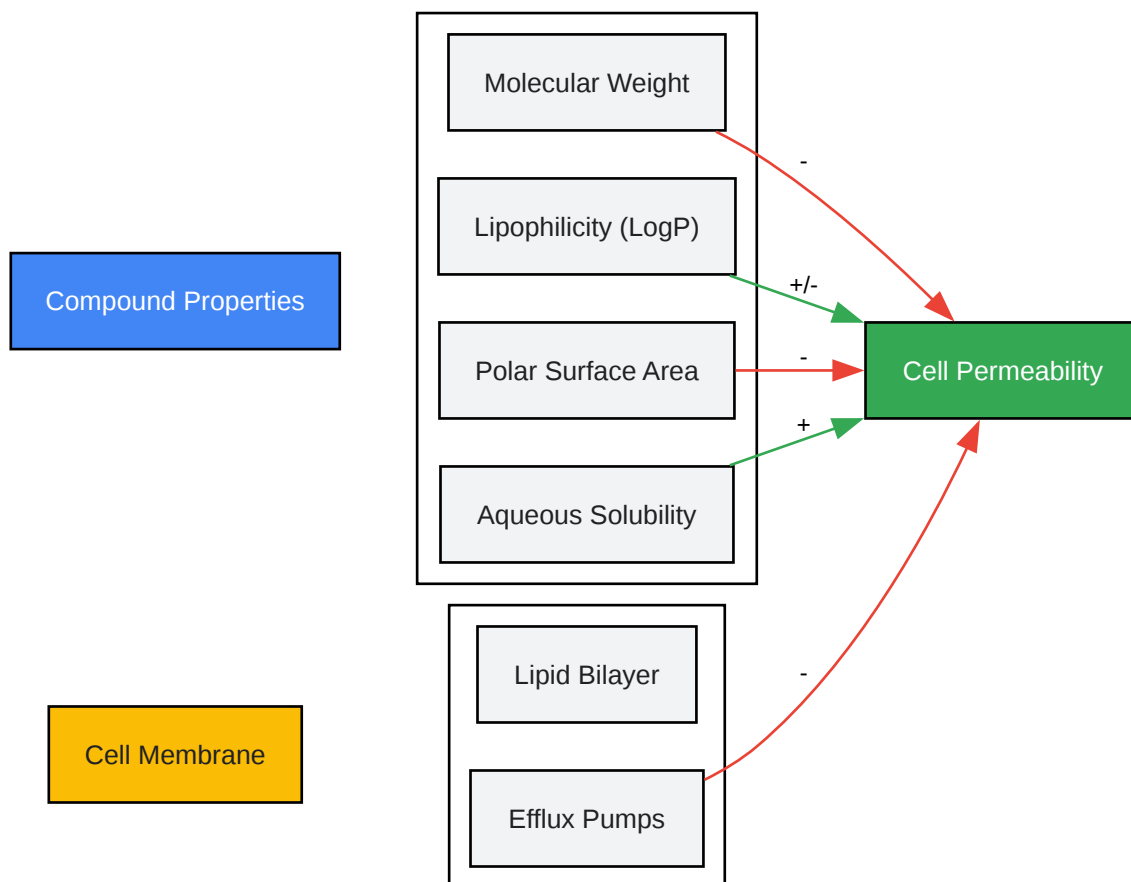 Molecular Weight
-
Lipophilicity (LogP)
+/-
Compound Properties
Polar Surface Area
-
Cell Permeability
+
Aqueous Solubility
Lipid Bilayer
-
Cell Membrane
Efflux Pumps